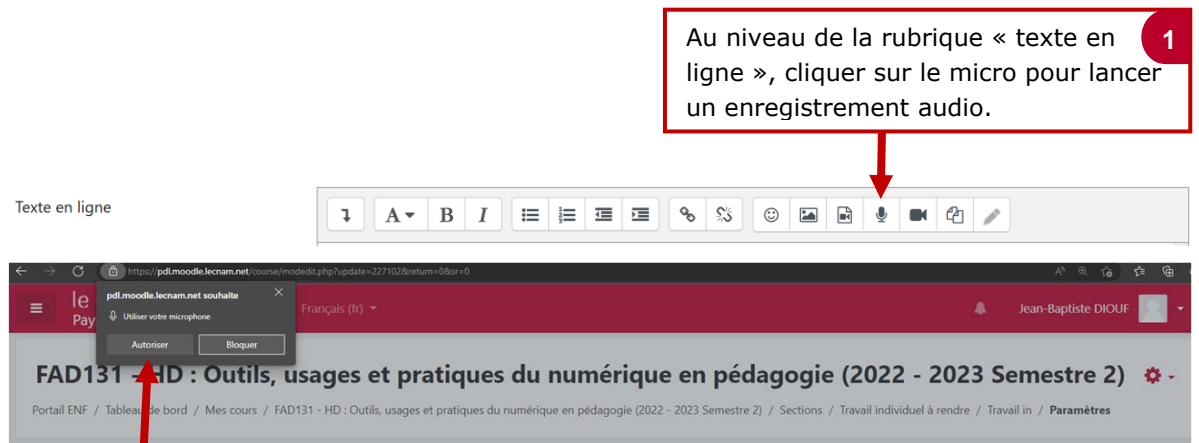 Au niveau de la rubrique « texte en
1
ligne », cliquer sur le micro pour lancer
un enregistrement audio.
Texte en ligne
A B I
https://pdl.moodle.lecnam.net/course/modedit.php?update=227102&return=0&sr=0
pdl.moodle.lecnam.net souhaite
Utiliser votre microphone
Autoriser Bloquer
le
Pay
Français (fr)
Jean-Baptiste DIOUF
FAD131 - HD : Outils, usages et pratiques du numérique en pédagogie (2022 - 2023 Semestre 2)
Portail ENF / Tableau de bord / Mes cours / FAD131 - HD : Outils, usages et pratiques du numérique en pédagogie (2022 - 2023 Semestre 2) / Sections / Travail individuel à rendre / Travail in / Paramètres